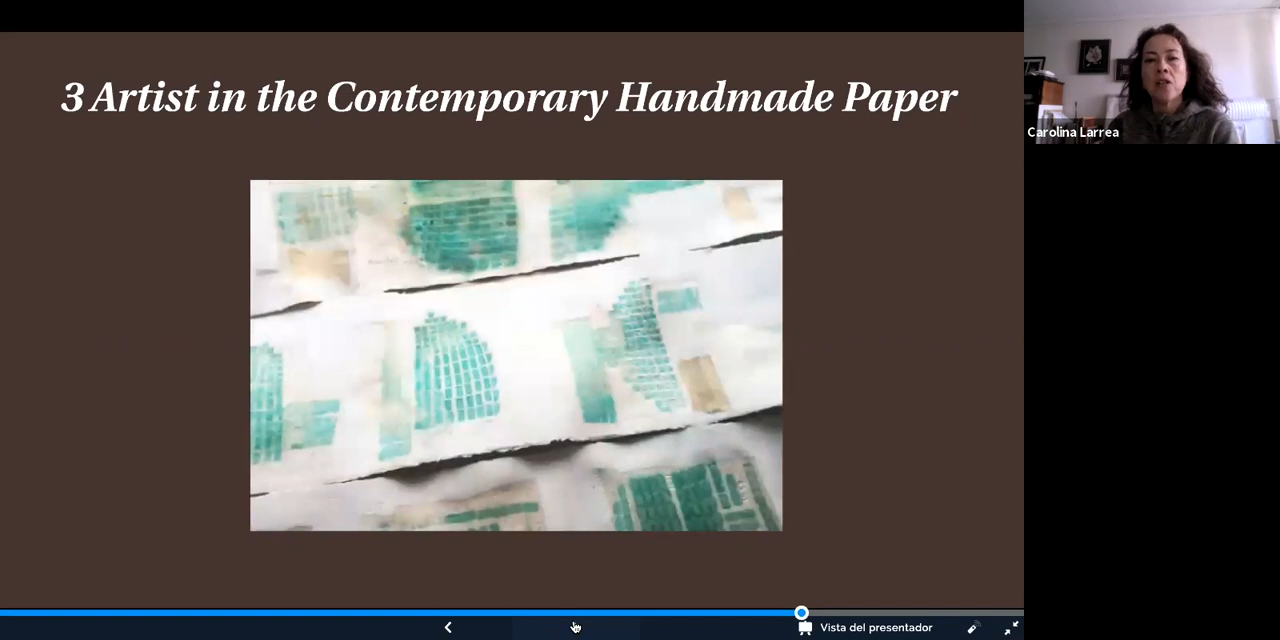 3 Artist in the Contemporary Handmade Paper
Carolina Larrea
Vista del presentador